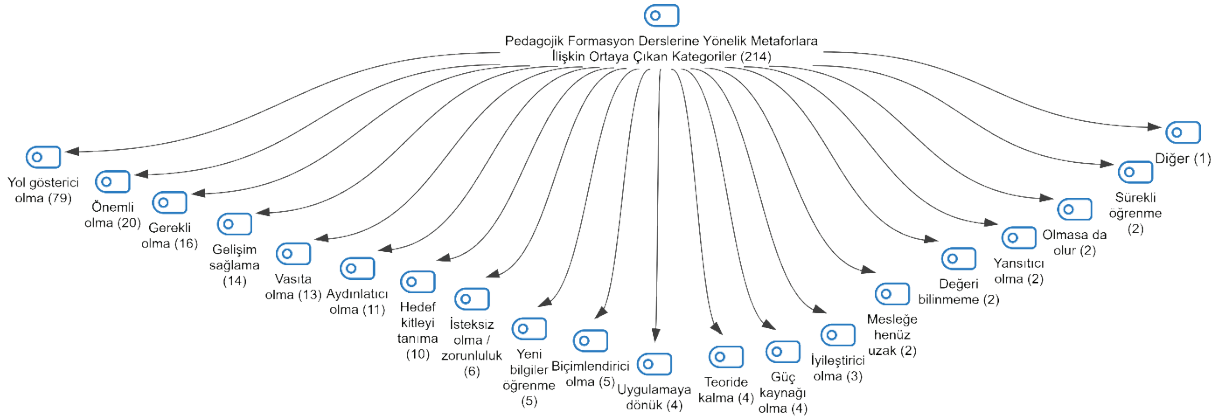 Pedagojik Formasyon Derslerine Yönelik Metaforlara
İlişkin Ortaya Çıkan Kategoriler (214)
Yol gösterici
olma (79)
Önemli
olma (20)
Gerekli
olma (16)
Gelişim
sağlama
(14)
Vasıta
olma (13)
Aydınlatıcı
olma (11)
Hedef
kitleyi
tanıma
(10)
İsteksiz
olma /
zorunluluk
(6)
Yeni
bilgiler
öğrenme
(5)
Biçimlendirici
olma (5)
Uygulamaya
dönük (4)
Teoride
kalma (4)
Güç
kaynağı
olma (4)
İyileştirici
olma (3)
Mesleğe
henüz
uzak (2)
Değeri
bilinmeme (2)
Yansıtıcı
olma (2)
Olmasa da
olur (2)
Sürekli
öğrenme
(2)
Diğer (1)